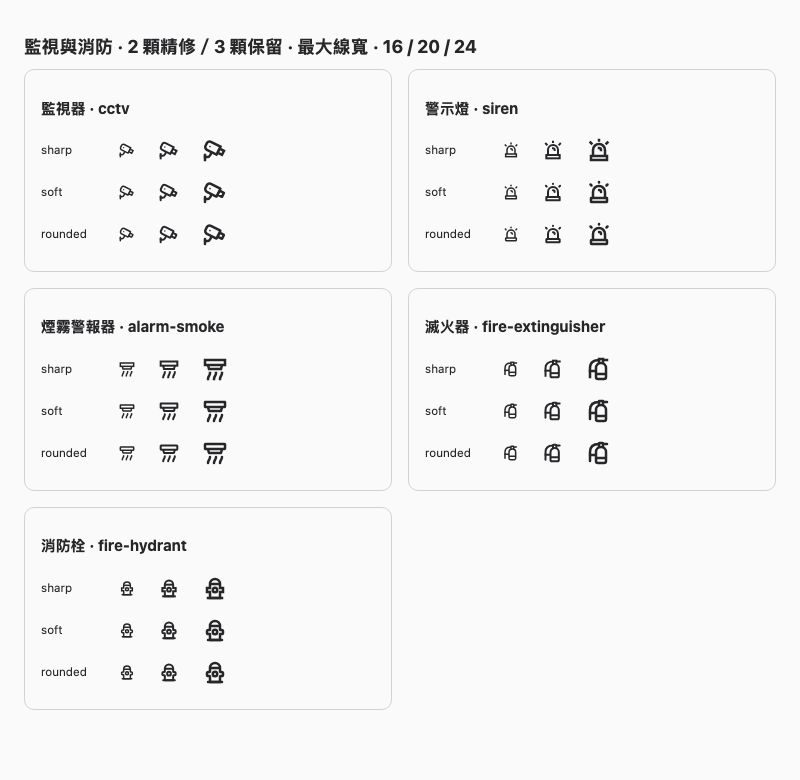 監視與消防 · 2 顆精修 / 3 顆保留 · 最大線寬 · 16 / 20 / 24
監視器 · cctv
sharp
soft
rounded
警示燈 · siren
sharp
soft
rounded
煙霧警報器 · alarm-smoke
sharp
soft
rounded
滅火器 · fire-extinguisher
sharp
soft
rounded
消防栓 · fire-hydrant
sharp
soft
rounded